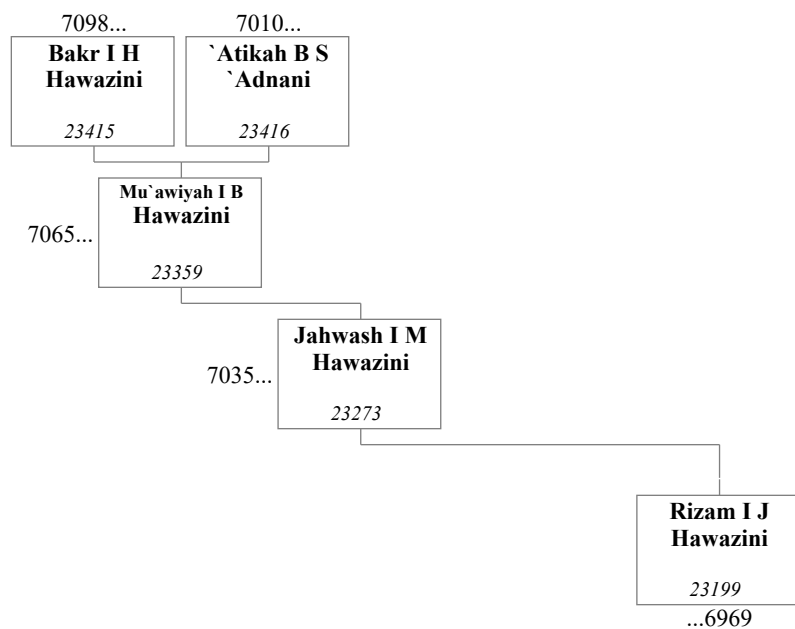 7098...
7010...
Bakr I H
Hawazini
23415
`Atikah B S
`Adnani
23416
Mu`awiyah I B
Hawazini
7065...
23359
Jahwash I M
Hawazini
7035...
23273
Rizam I J
Hawazini
23199
...6969